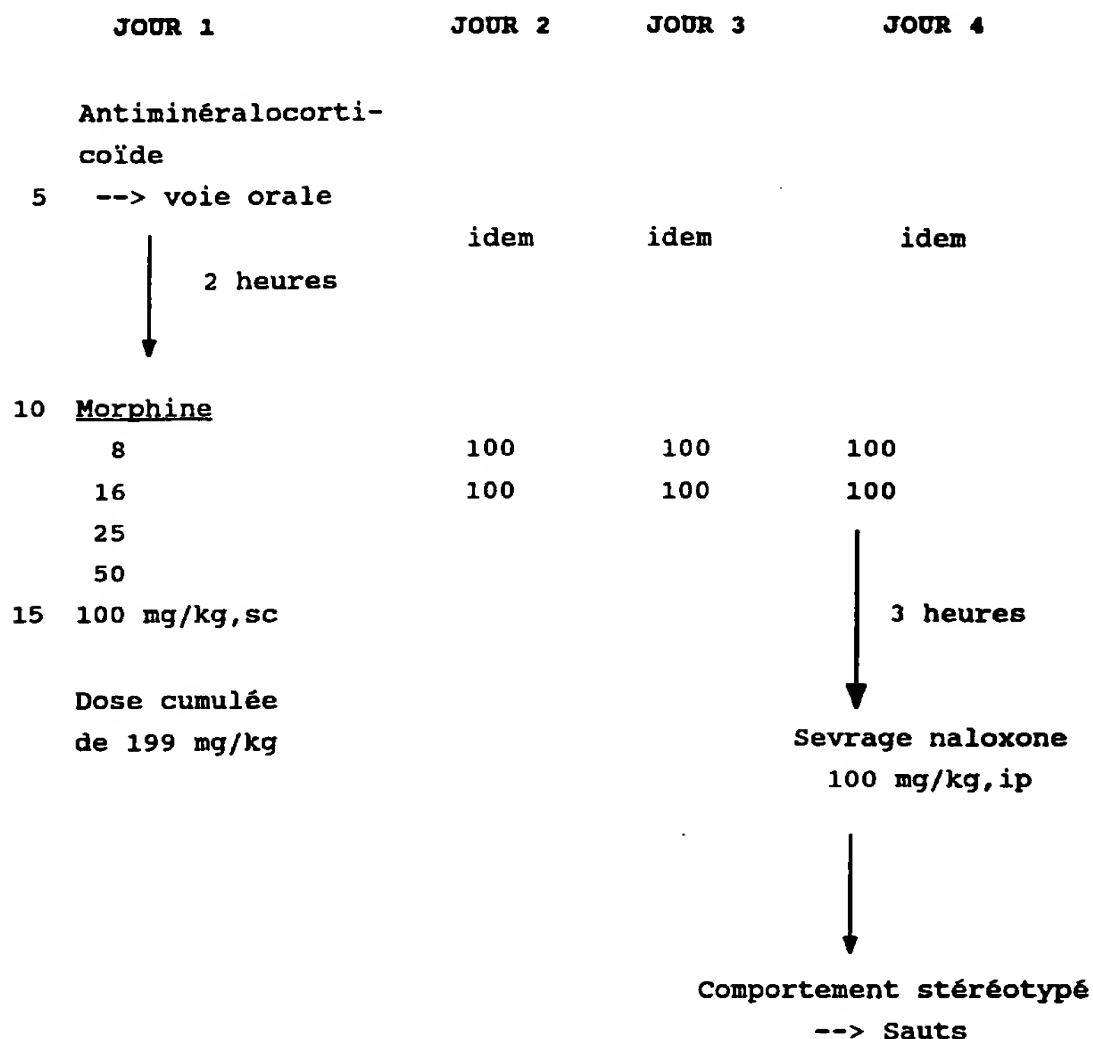 JOUR 1 JOUR 2 JOUR 3 JOUR 4
Antiminéralocorti-
coïde
5 --> voie orale
idem idem idem
2 heures
10 Morphine
8 100 100 100
16 100 100 100
25
50
15 100 mg/kg,sc 3 heures
Dose cumulée
de 199 mg/kg Sevrage naloxone
100 mg/kg,ip
Comportement stéréotypé
--> Sauts